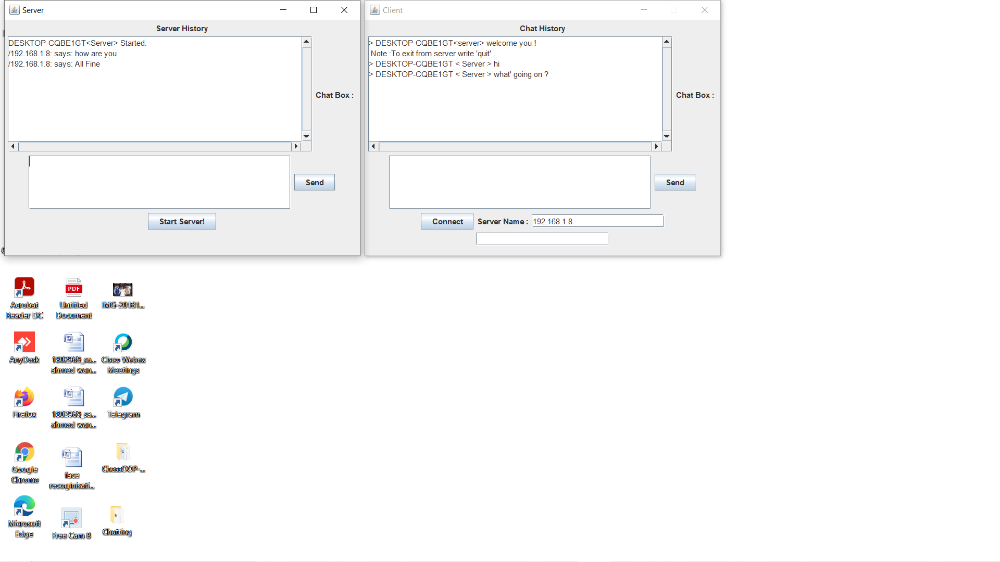 Server
Server History
DESKTOP-CQBE1GT<Server> Started.
/192.168.1.8: says: how are you
/192.168.1.8: says: All Fine
Chat Box :
Send
Start Server!
Client
Chat History
> DESKTOP-CQBE1GT<server> welcome you !
Note :To exit from server write 'quit' .
> DESKTOP-CQBE1GT < Server > hi
> DESKTOP-CQBE1GT < Server > what' going on ?
Chat Box :
Send
Connect
Server Name :
192.168.1.8
Acrobat
Reader DC
PDF
Untitled
Document
IMG-20181...
AnyDesk
1802969_sa...
ahmed wan...
Cisco Webex
Meetings
Firefox
1802969_sa...
ahmed wan...
Telegram
Google
Chrome
face
recoginisati...
ChessOOP-...
Microsoft
Edge
Free Cam 8
Chatting